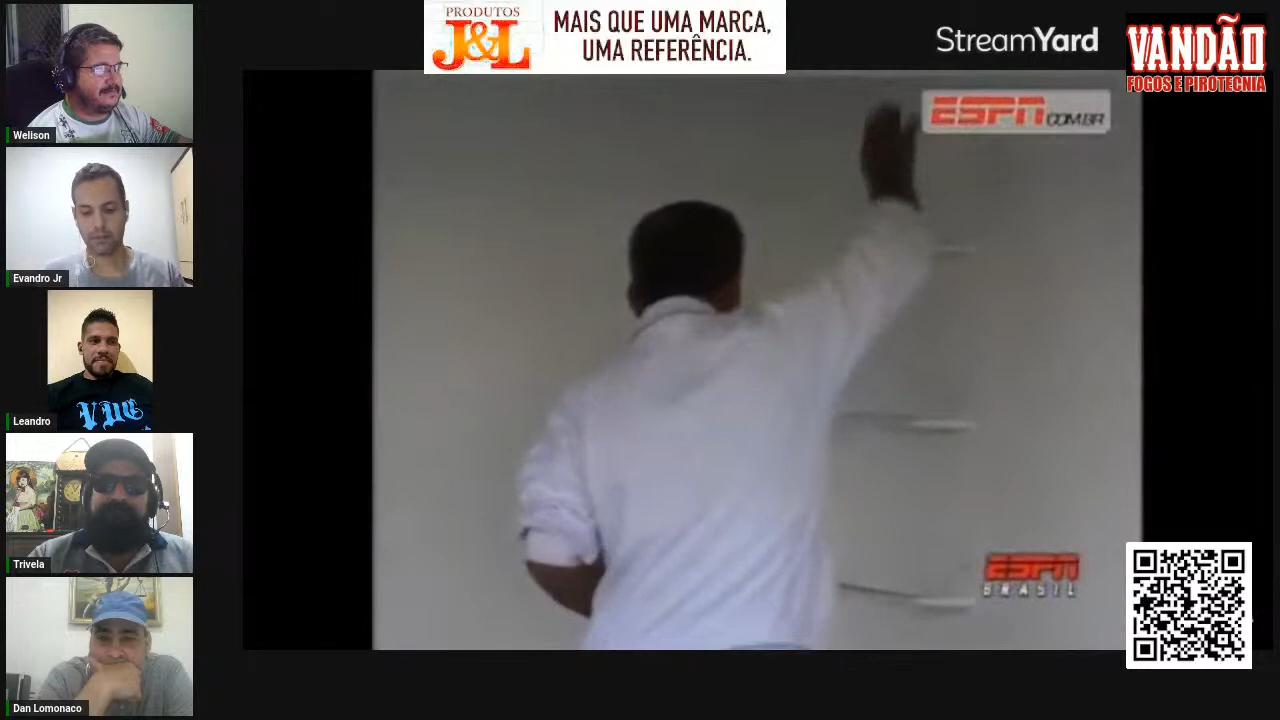 PRODUTOS
J&L
MAIS QUE UMA MARCA,
UMA REFERÊNCIA.
StreamYard
VANDÃO
FOGOS E PIROTECNIA
ESPN.COM.BR
Wellson
Evandro Jr
Leandro
VDG
Trivela
Dan Lomonaco
ESPN
BRASIL